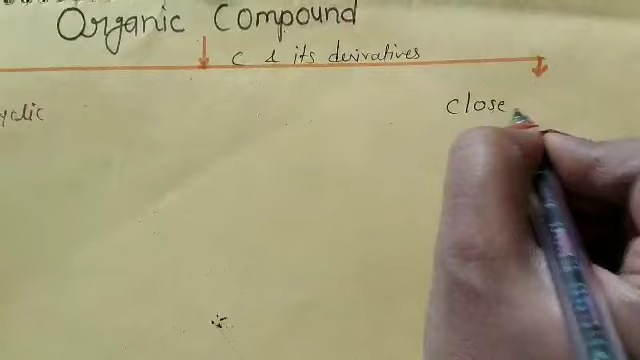 Organic Compound
C & its derivatives
yclic
close